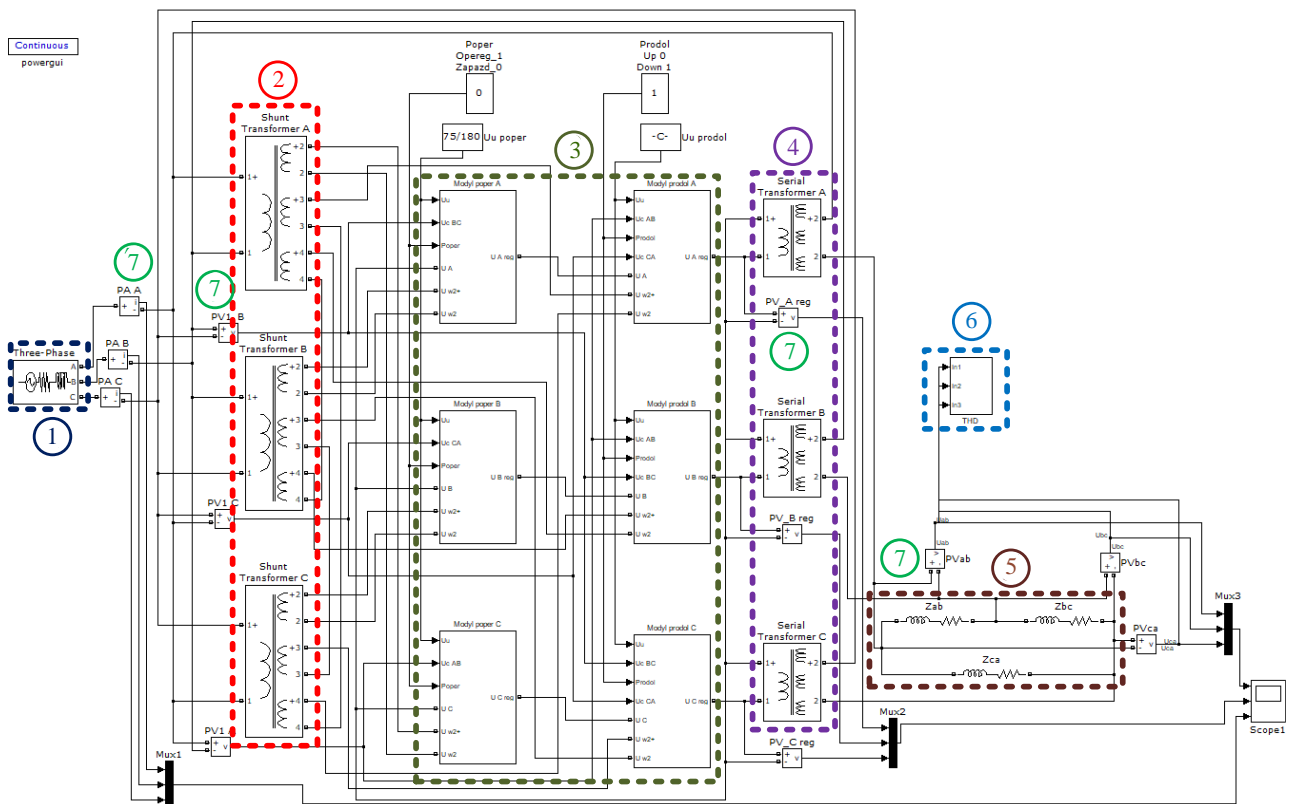 Continuous
powergui
Poper
Opereg_1
Zapazd_0
0
75/180
Uu poper
Prodol
Up 0
Down 1
1
-C-
Uu prodol
2
3
4
Shunt
Transformer A
1+
1
+2
2
+3
3
+4
4
Modyl poper A
Uu
Uc BC
Poper
U A
U w2+
U w2
U A reg
Modyl prodol A
Uu
Uc AB
Prodol
Uc CA
U A
U w2+
U w2
U A reg
Serial
Transformer A
1+
1
+2
2
7
PA A
+
-
i
7
PV1_B
+
-
v
PV_A reg
+
-
v
7
Three-Phase
A
B
C
1
PA B
+
-
i
PA C
+
-
i
Shunt
Transformer B
1+
1
+2
2
+3
3
+4
4
Modyl poper B
Uu
Uc CA
Poper
U B
U w2+
U w2
U B reg
Modyl prodol B
Uu
Uc AB
Prodol
Uc BC
U B
U w2+
U w2
U B reg
Serial
Transformer B
1+
1
+2
2
6
In1
In2
In3
THD
PV1 C
+
-
v
PV_B reg
+
-
v
Uab
Uab
7
PVab
Ubc
Ubc
PVbc
5
Shunt
Transformer C
1+
1
+2
2
+3
3
+4
4
Modyl poper C
Uu
Uc AB
Poper
U C
U w2+
U w2
U C reg
Modyl prodol C
Uu
Uc BC
Prodol
Uc CA
U C
U w2+
U w2
U C reg
Serial
Transformer C
1+
1
+2
2
Zab
Zbc
Zca
PVca
+
-
v
Uca
Uca
Mux3
PV1
+
-
v
Mux1
PV_C reg
+
-
v
Mux2
Scope1